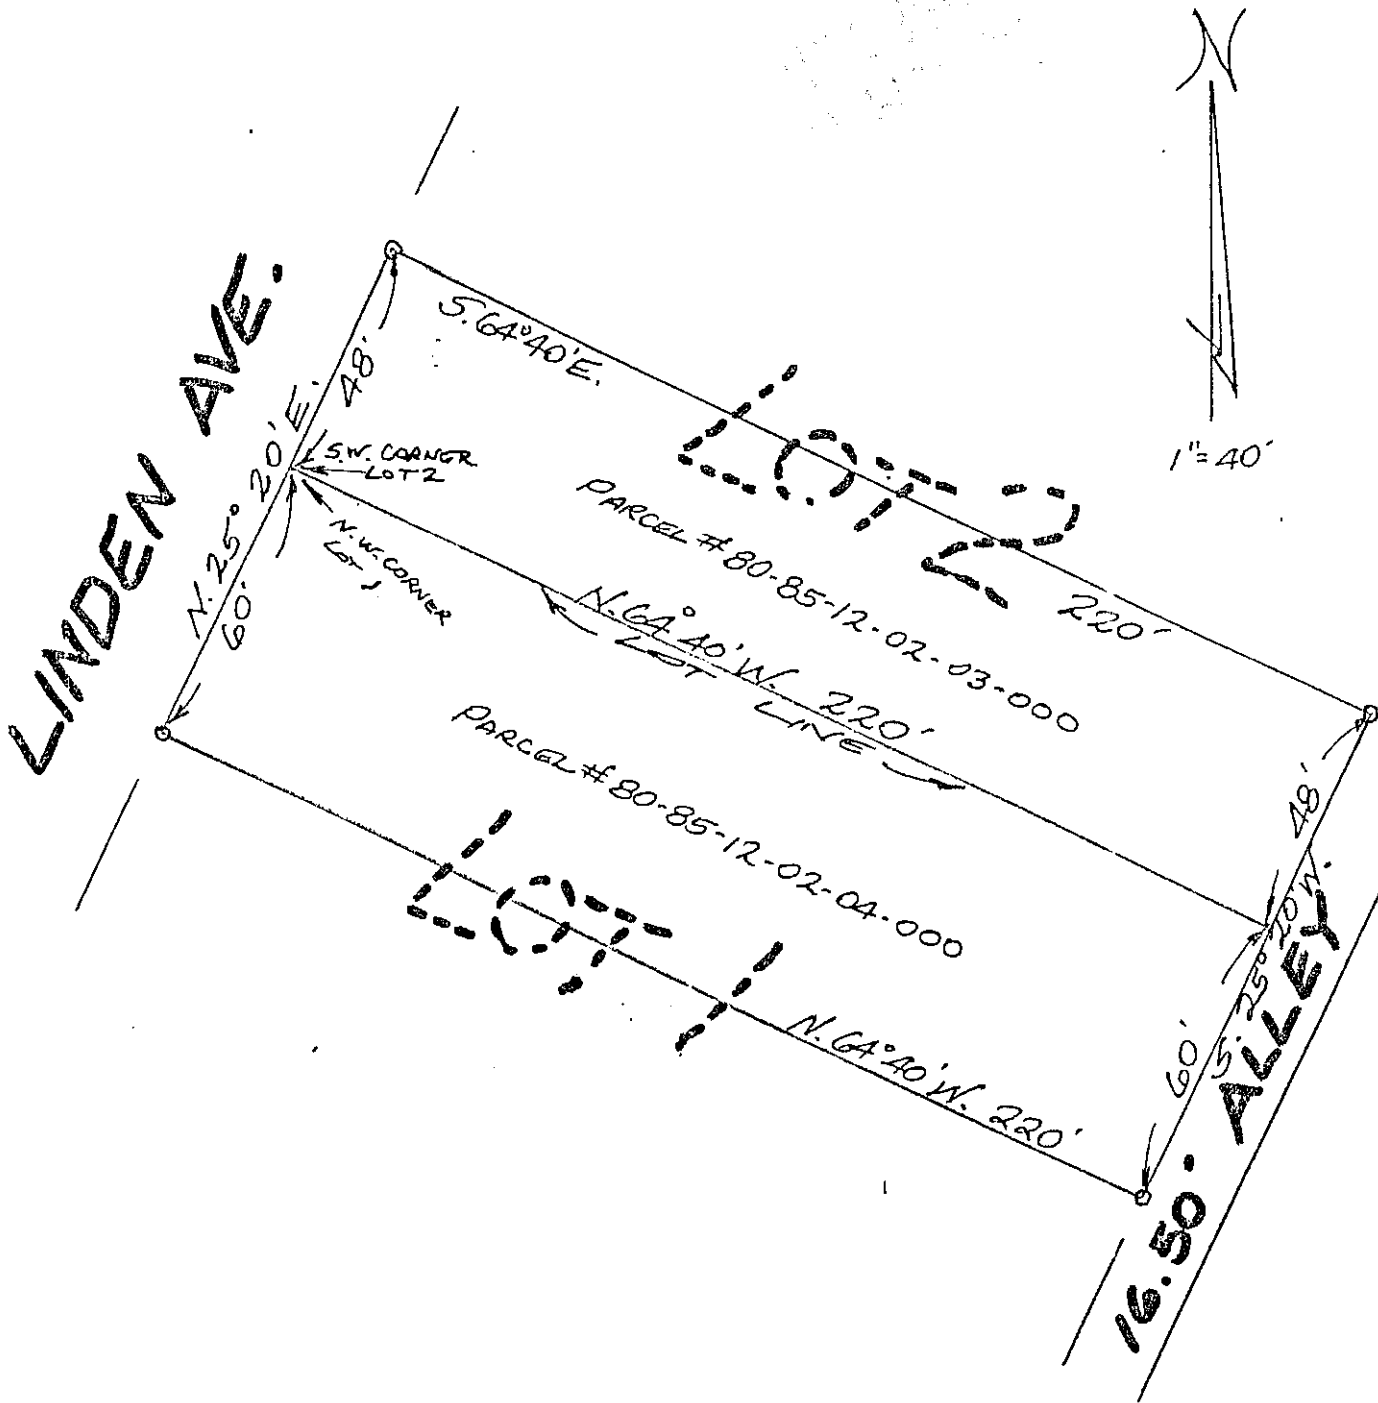 N
1"=40'
LINDEN AVE.
S.64°40'E.
48'
N. 25° 20' E.
60'
S.W. CORNER
LOT 2
N.W. CORNER
LOT 1
LOT 2
220'
PARCEL #80-85-12-02-03-000
N.64°40'W. 220'
LOT LINE
PARCEL #80-85-12-02-04-000
LOT 1
N.64°40'W. 220'
48'
S. 25° 20' W.
60'
16.50' ALLEY